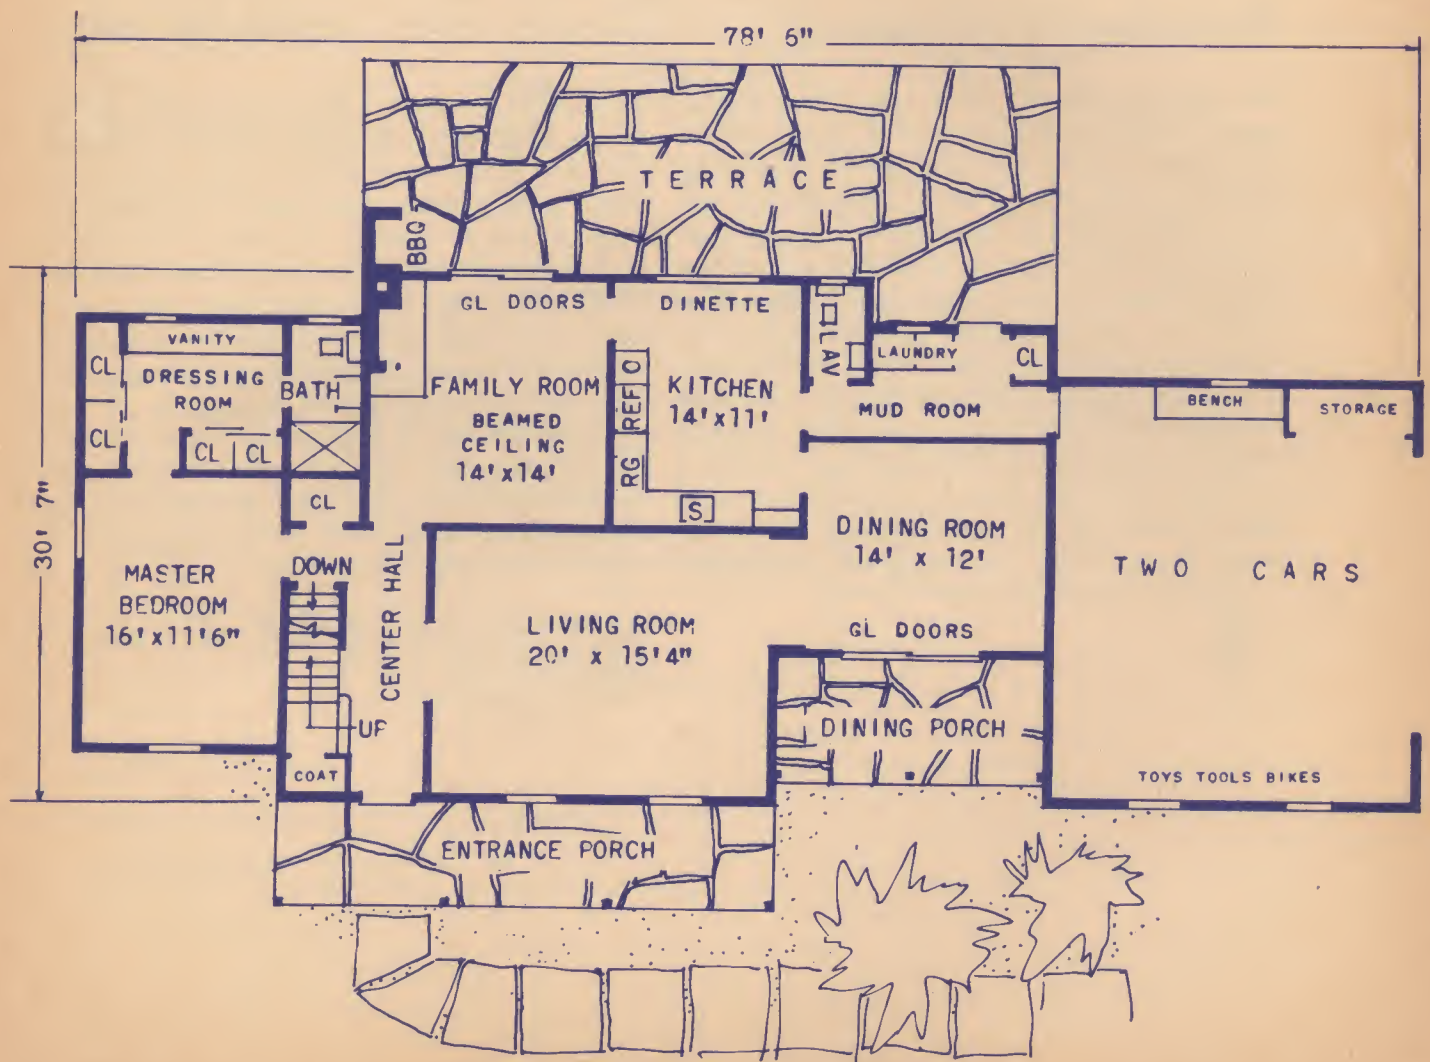 78' 6"
TERRACE
BBQ
GL DOORS
DINETTE
30' 7"
VANITY
CL
DRESSING
ROOM
BATH
CL
CL
CL
CL
FAMILY ROOM
BEAMED
CEILING
14' x 14'
REF
O
RG
[S]
KITCHEN
14' x 11'
LAV
LAUNDRY
CL
MUD ROOM
BENCH
STORAGE
MASTER
BEDROOM
16' x 11' 6"
DOWN
UP
CENTER HALL
COAT
LIVING ROOM
20' x 15' 4"
DINING ROOM
14' x 12'
GL DOORS
DINING PORCH
TWO CARS
TOYS TOOLS BIKES
ENTRANCE PORCH